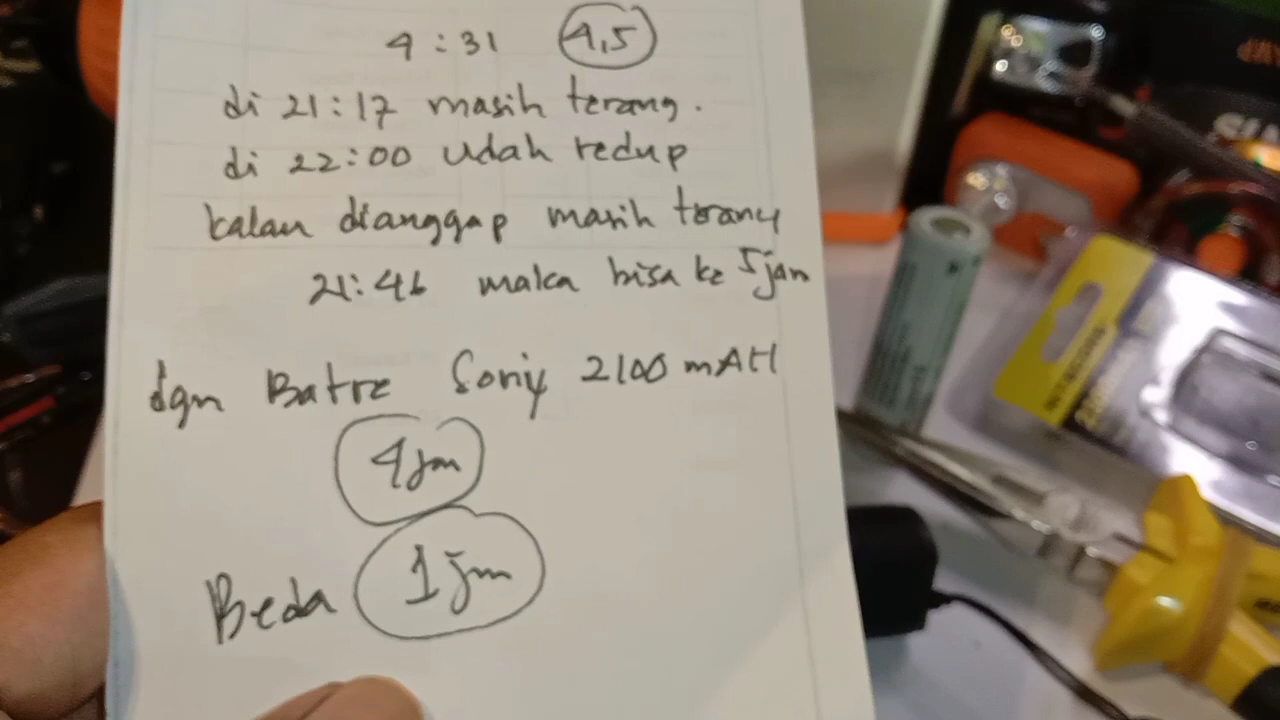 4:31 4,5
di 21:17 masih terang.
di 22:00 udah redup
kalau dianggap masih terang
21:46 maka bisa ke 5 jam
dgn Batre Sony 2100 mAH
4 jam
Beda 1 jam